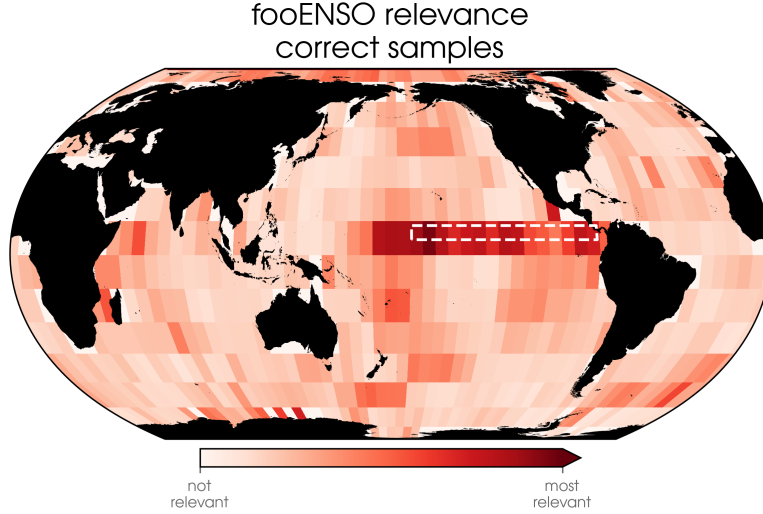 fooENSO relevance
correct samples
not
relevant
most
relevant